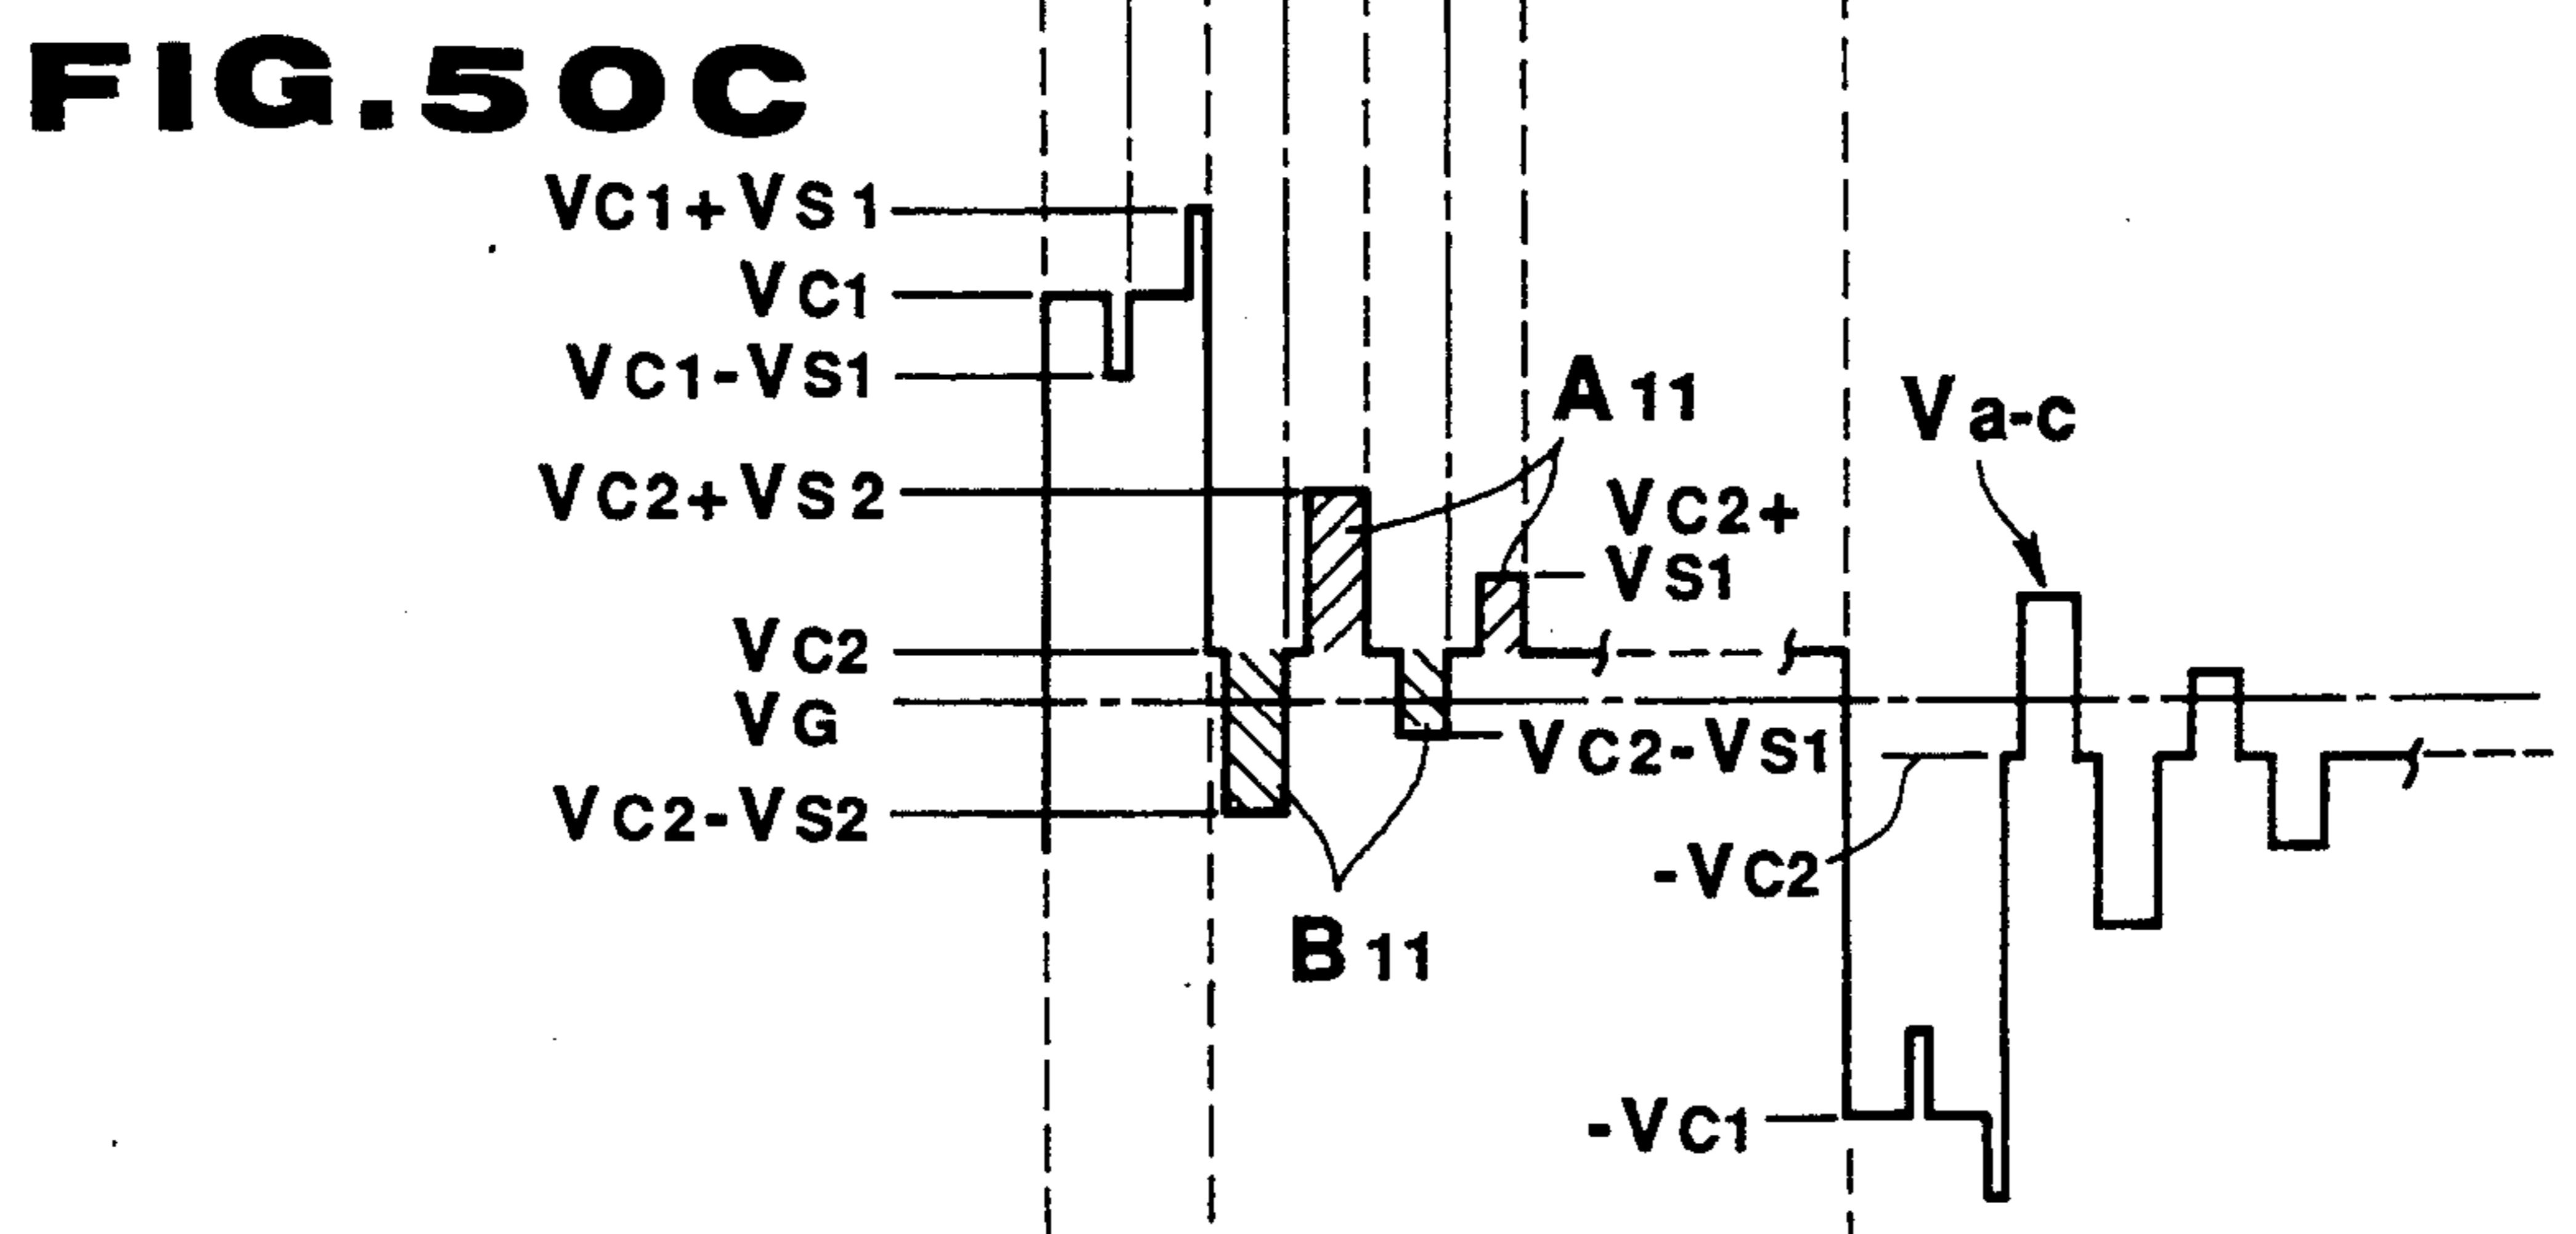 FIG.50C
VC1+VS1
VC1
VC1-VS1
A11
Va-c
VC2+VS2
VC2+
VS1
VC2
VG
VC2-VS1
VC2-VS2
-VC2
B11
-VC1